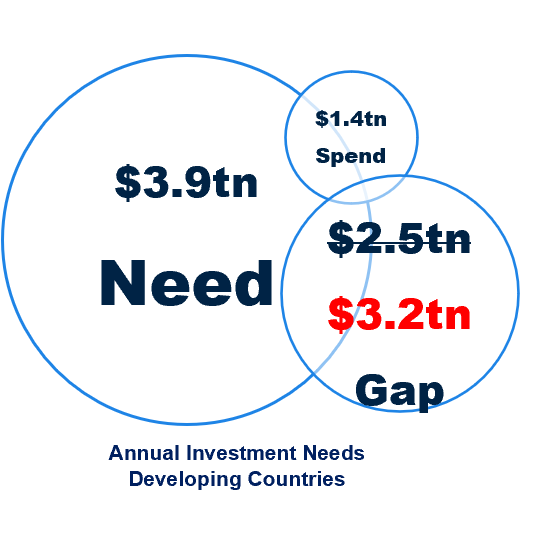 $1.4tn
Spend
$3.9tn
Need
$2.5tn
$3.2tn
Gap
Annual Investment Needs
Developing Countries